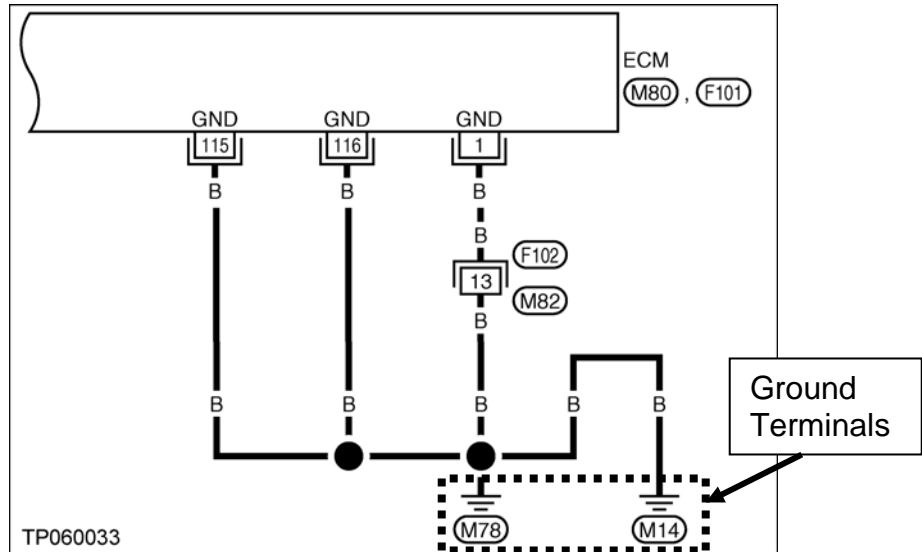 ECM
M80 , F101
GND GND GND
115 116 1
B B B
B
F102
13
M82
B
B B B B B
Ground
Terminals
M78 M14
TP060033